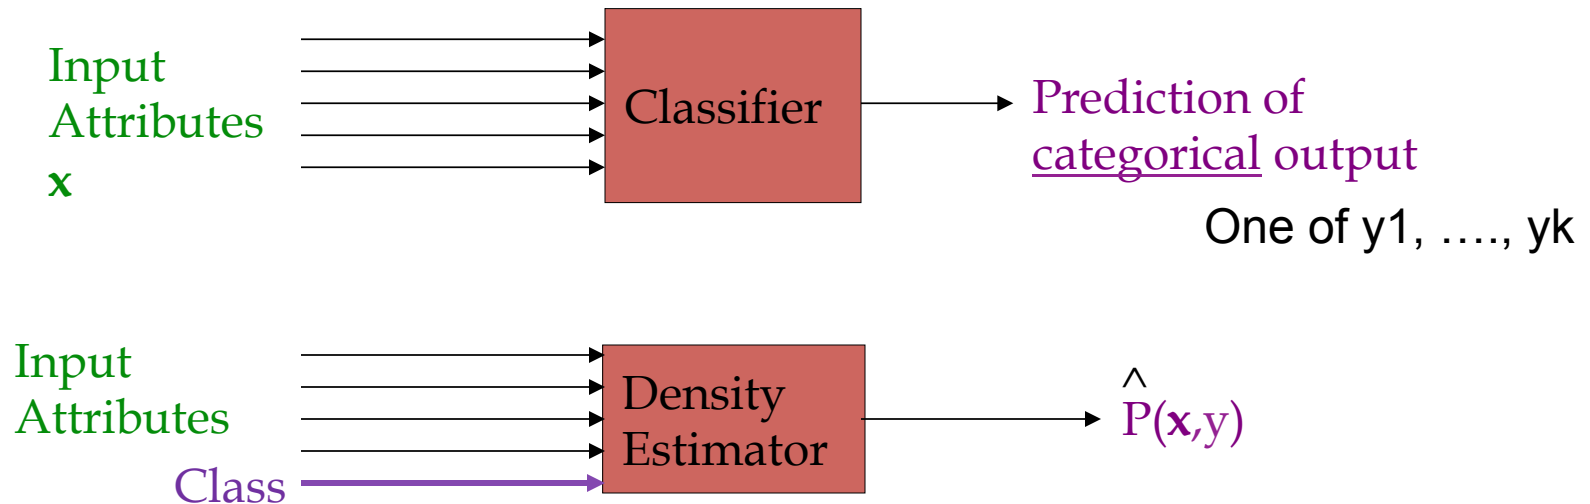 Input
Attributes
x
Classifier
Prediction of
categorical output
One of y1, …., yk
Input
Attributes
Class
Density
Estimator
^
P(x,y)